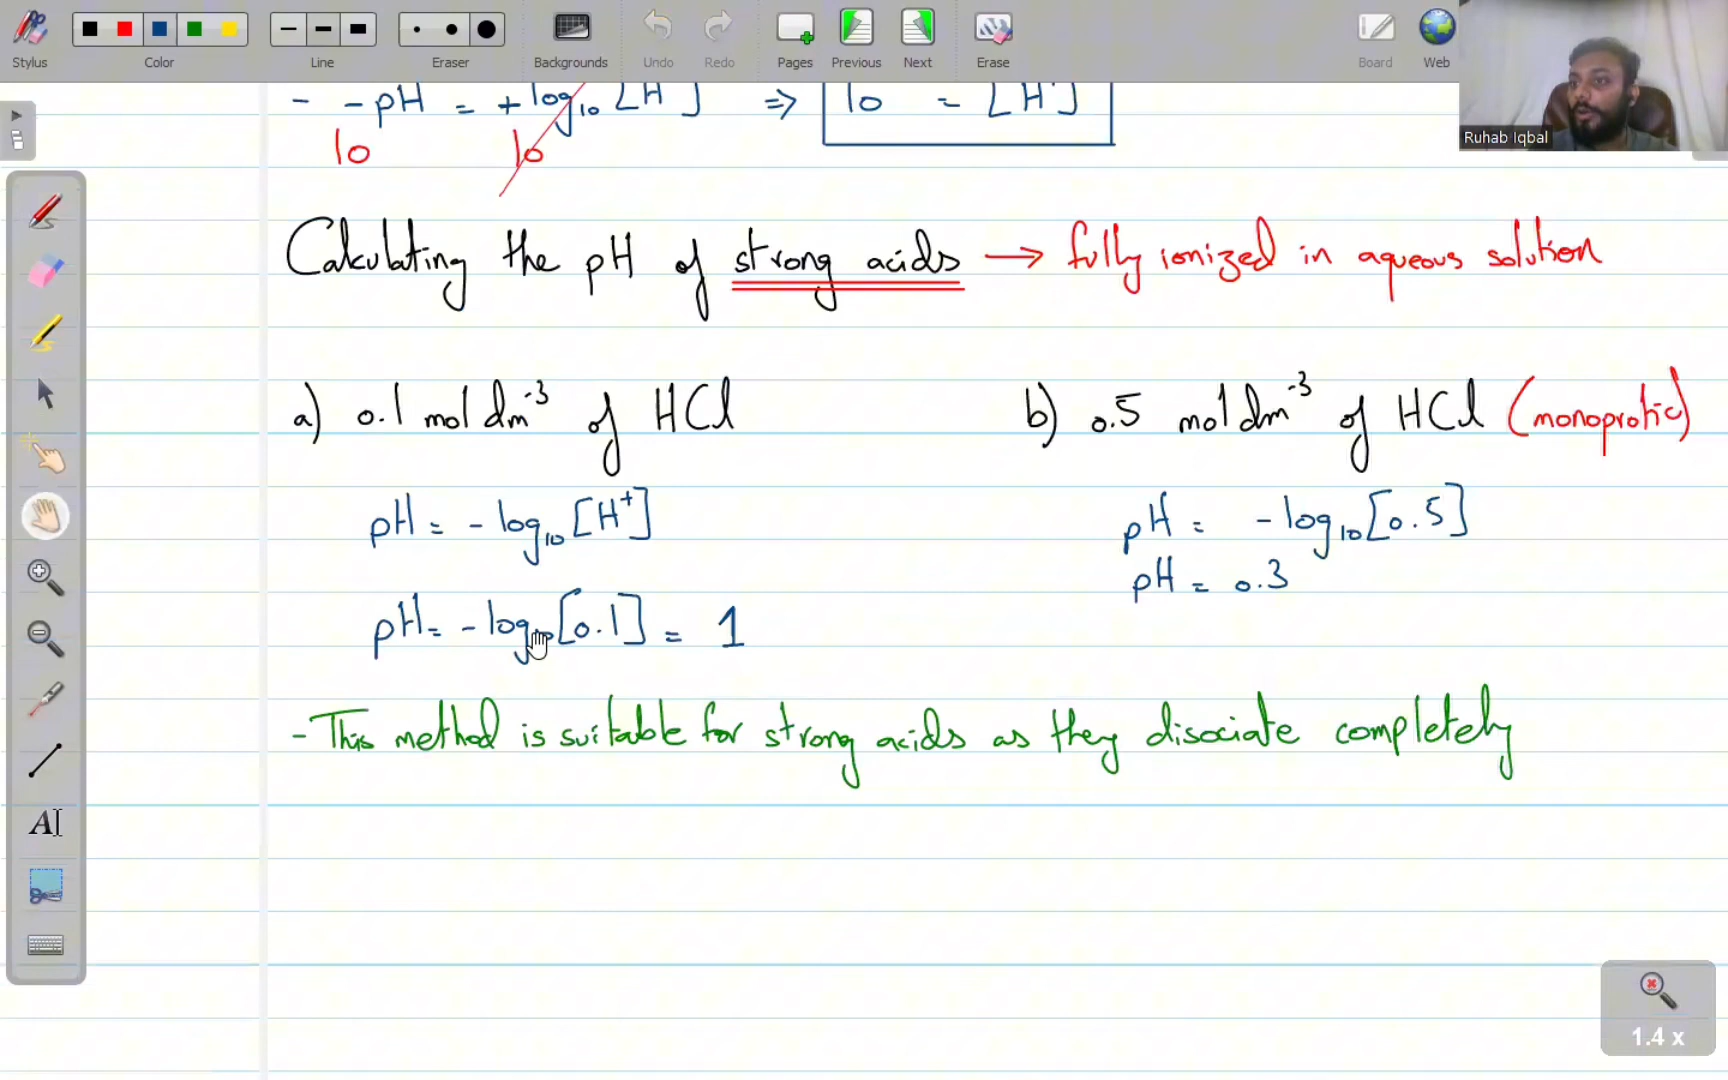 Stylus
Color
Line
Eraser
Backgrounds
Undo
Redo
Pages
Previous
Next
Erase
Board
Web
Ruhab Iqbal
- -pH = +log₁₀ [H ] ⇒ 10 = [H⁺]
10 10
Calculating the pH of strong acids → fully ionized in aqueous solution
a) 0.1 mol dm⁻³ of HCl
b) 0.5 mol dm⁻³ of HCl (monoprotic)
pH = -log₁₀ [H⁺]
pH = -log₁₀ [0.5]
pH = 0.3
pH = -log₁₀ [0.1] = 1
- This method is suitable for strong acids as they disociate completely
AI
1.4 x